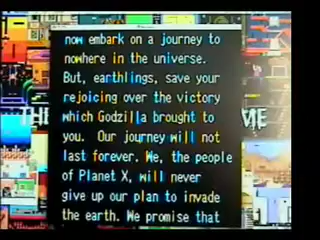 now embark on a journey to
nowhere in the universe.
But, earthlings, save your
rejoicing over the victory
which Godzilla brought to
you. Our journey will not
last forever. We, the people
of Planet X, will never
give up our plan to invade
the earth. We promise that
THE
ME